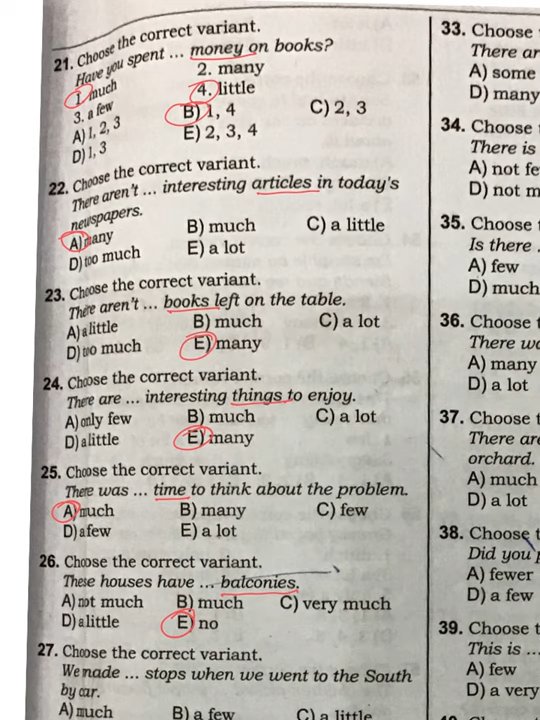 21. Choose the correct variant.
Have you spent ... money on books?
1. much
2. many
3. a few
4. little
A) 1, 2, 3
B) 1, 4
C) 2, 3
D) 1, 3
E) 2, 3, 4
22. Choose the correct variant.
There aren't ... interesting articles in today's
newspapers.
A) many
B) much
C) a little
D) too much
E) a lot
23. Choose the correct variant.
There aren't ... books left on the table.
A) a little
B) much
C) a lot
D) too much
E) many
24. Choose the correct variant.
There are ... interesting things to enjoy.
A) only few
B) much
C) a lot
D) a little
E) many
25. Choose the correct variant.
There was ... time to think about the problem.
A) much
B) many
C) few
D) a few
E) a lot
26. Choose the correct variant.
These houses have ... balconies.
A) not much
B) much
C) very much
D) a little
E) no
27. Choose the correct variant.
We made ... stops when we went to the South
by car.
A) much
B) a few
C) a little
33. Choose
There ar
A) some
D) many
34. Choose
There is
A) not fe
D) not m
35. Choose
Is there
A) few
D) much
36. Choose
There wa
A) many
D) a lot
37. Choose
There are
orchard.
A) much
D) a lot
38. Choose t
Did you
A) fewer
D) a few
39. Choose t
This is ...
A) few
D) a very